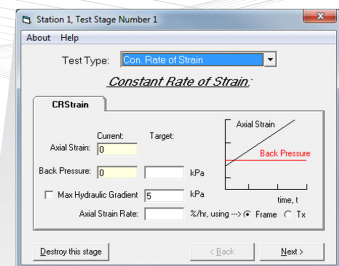 Station 1, Test Stage Number 1
About Help
Test Type: Con. Rate of Strain
Constant Rate of Strain:
CRStrain
Current: Target:
Axial Strain: 0
Back Pressure: 0 kPa
Max Hydraulic Gradient 5 kPa
Axial Strain Rate: %/hr, using --> Frame Tx
Axial Strain
Back Pressure
time, t
Destroy this stage < Back Next >